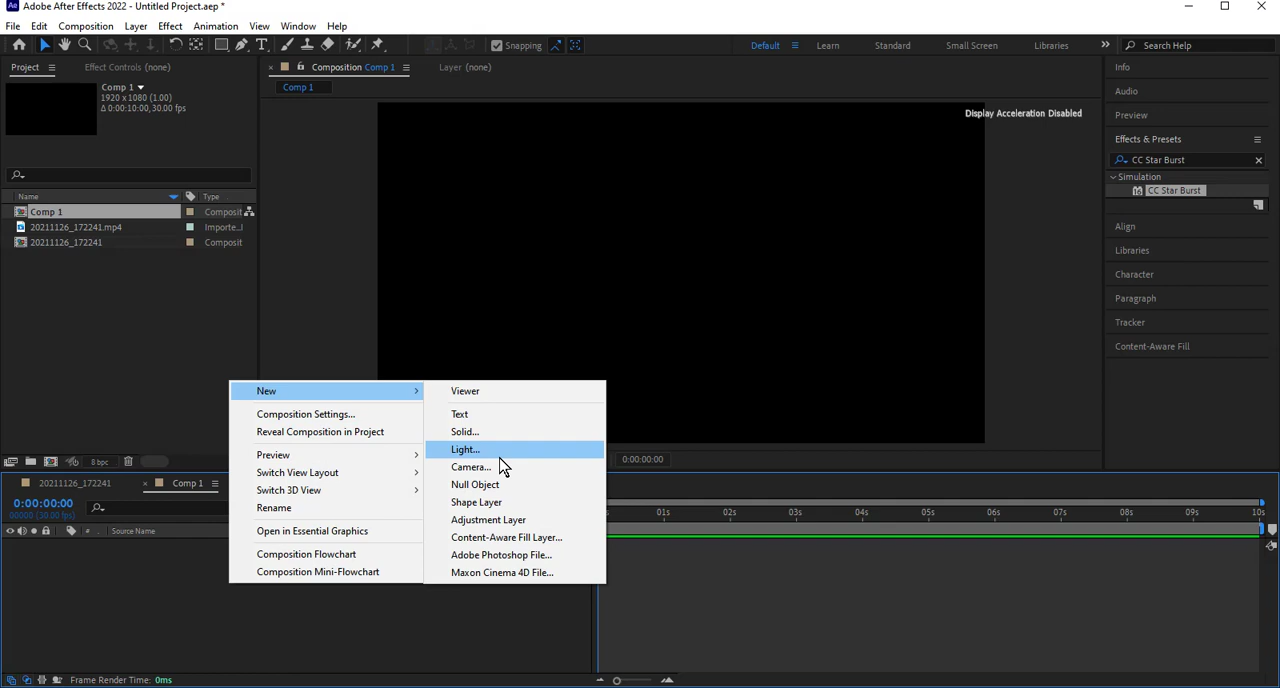 Ae Adobe After Effects 2022 - Untitled Project.aep *
File Edit Composition Layer Effect Animation View Window Help
Snapping Default Learn Standard Small Screen Libraries Search Help
Project Effect Controls (none) Composition Comp 1 Layer (none) Info
Comp 1
Comp 1
1920 x 1080 (1.00)
Δ 0:00:10:00, 30.00 fps
Display Acceleration Disabled
Audio
Preview
Effects & Presets
CC Star Burst
Simulation
CC Star Burst
Name Type
Comp 1 Composit
20211126_172241.mp4 Importe...l
20211126_172241 Composit
Align
Libraries
Character
Paragraph
Tracker
Content-Aware Fill
New
Composition Settings...
Reveal Composition in Project
Preview
Switch View Layout
Switch 3D View
Rename
Open in Essential Graphics
Composition Flowchart
Composition Mini-Flowchart
Viewer
Text
Solid...
Light...
Camera...
Null Object
Shape Layer
Adjustment Layer
Content-Aware Fill Layer...
Adobe Photoshop File...
Maxon Cinema 4D File...
8 bpc 0:00:00:00
20211126_172241 Comp 1
0:00:00:00
00000 (30.00 fps)
01s 02s 03s 04s 05s 06s 07s 08s 09s 10s
# Source Name
Frame Render Time: 0ms